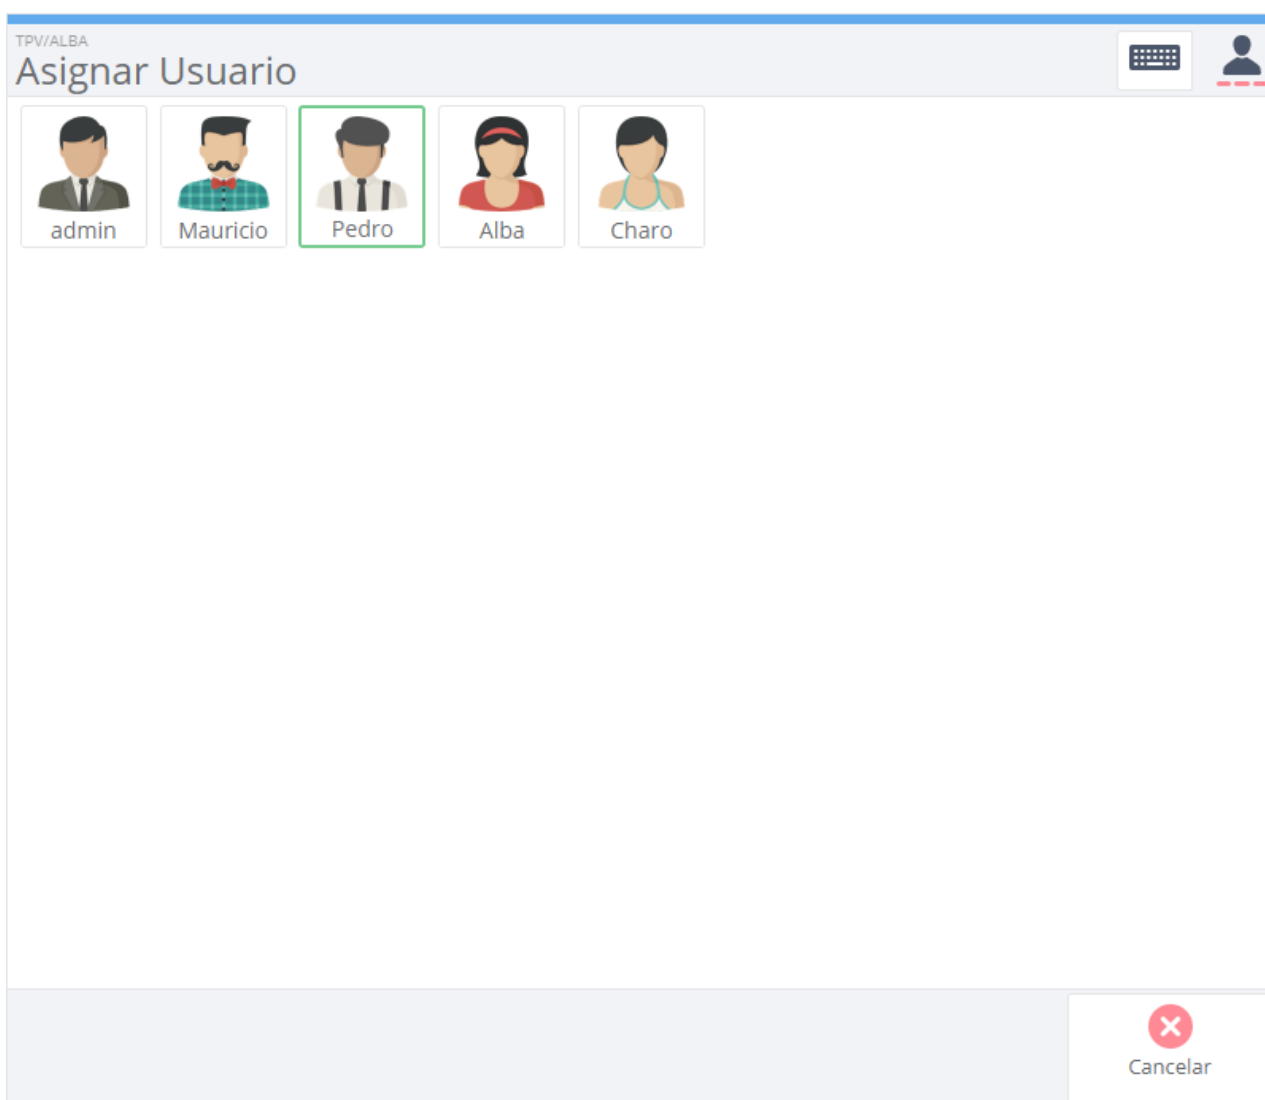 TPV/ALBA
Asignar Usuario
admin
Mauricio
Pedro
Alba
Charo
Cancelar